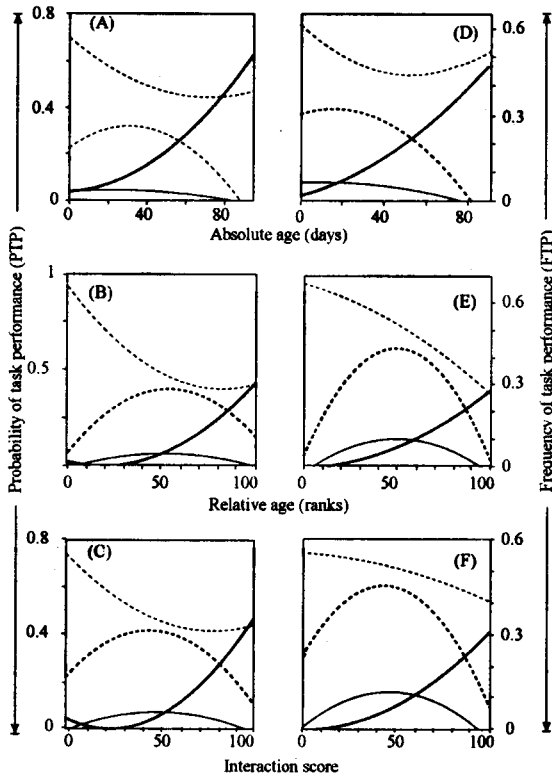 (A)
(D)
0.8
0.4
0
0.6
0.3
0
0 40 80
0 40 80
Absolute age (days)
(B)
(E)
1
0.5
0
0.6
0.3
0
0 50 100
0 50 100
Relative age (ranks)
(C)
(F)
0.8
0.4
0
0.6
0.3
0
0 50 100
0 50 100
Interaction score
Probability of task performance (PTP)
Frequency of task performance (FTP)